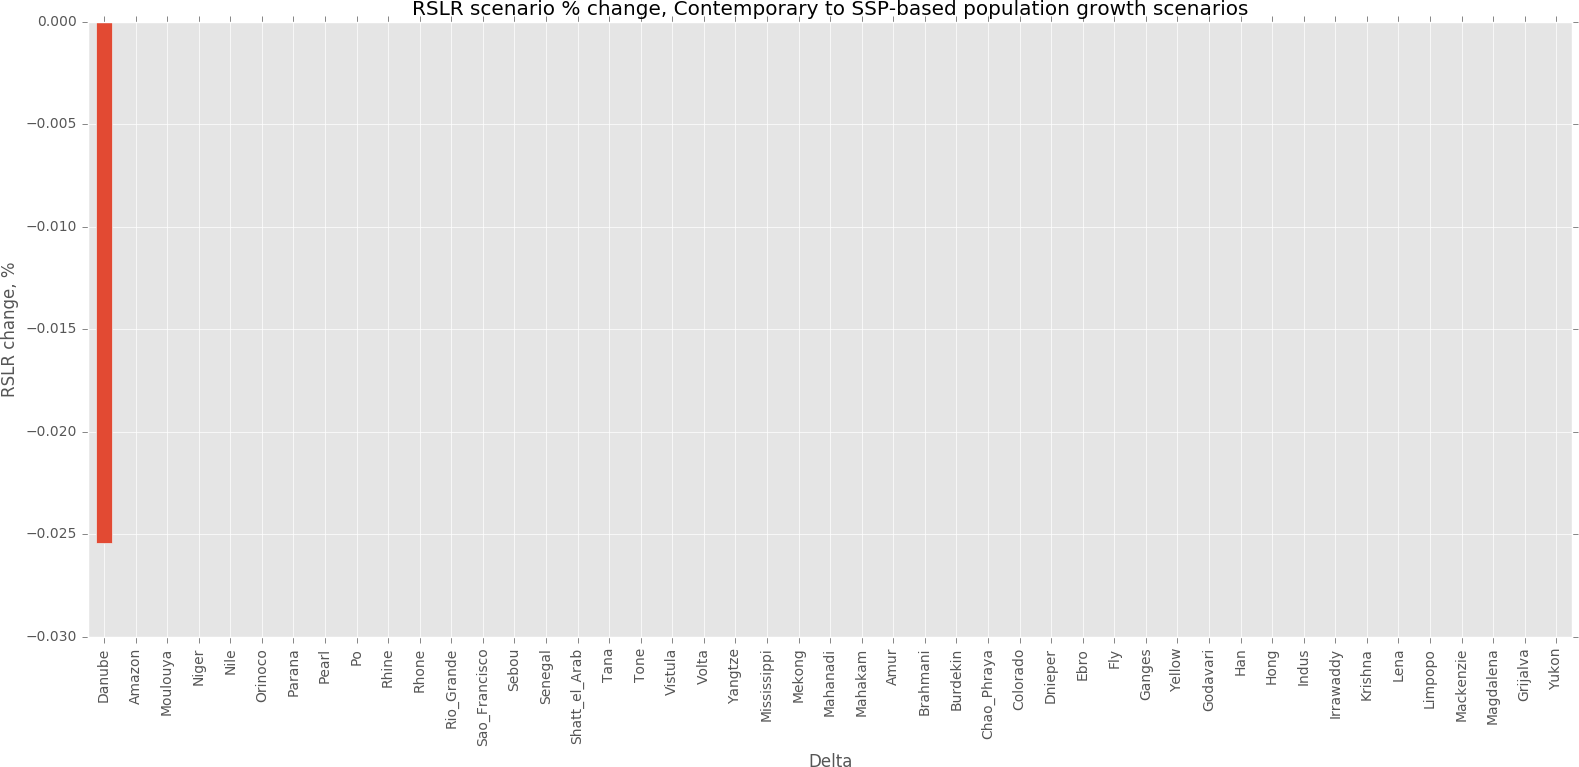 RSLR scenario % change, Contemporary to SSP-based population growth scenarios
0.000
−0.005
−0.010
−0.015
−0.020
−0.025
−0.030
RSLR change, %
Danube
Amazon
Moulouya
Niger
Nile
Orinoco
Parana
Pearl
Po
Rhine
Rhone
Rio_Grande
Sao_Francisco
Sebou
Senegal
Shatt_el_Arab
Tana
Tone
Vistula
Volta
Yangtze
Mississippi
Mekong
Mahanadi
Mahakam
Amur
Brahmani
Burdekin
Chao_Phraya
Colorado
Dnieper
Ebro
Fly
Ganges
Yellow
Godavari
Han
Hong
Indus
Irrawaddy
Krishna
Lena
Limpopo
Mackenzie
Magdalena
Grijalva
Yukon
Delta